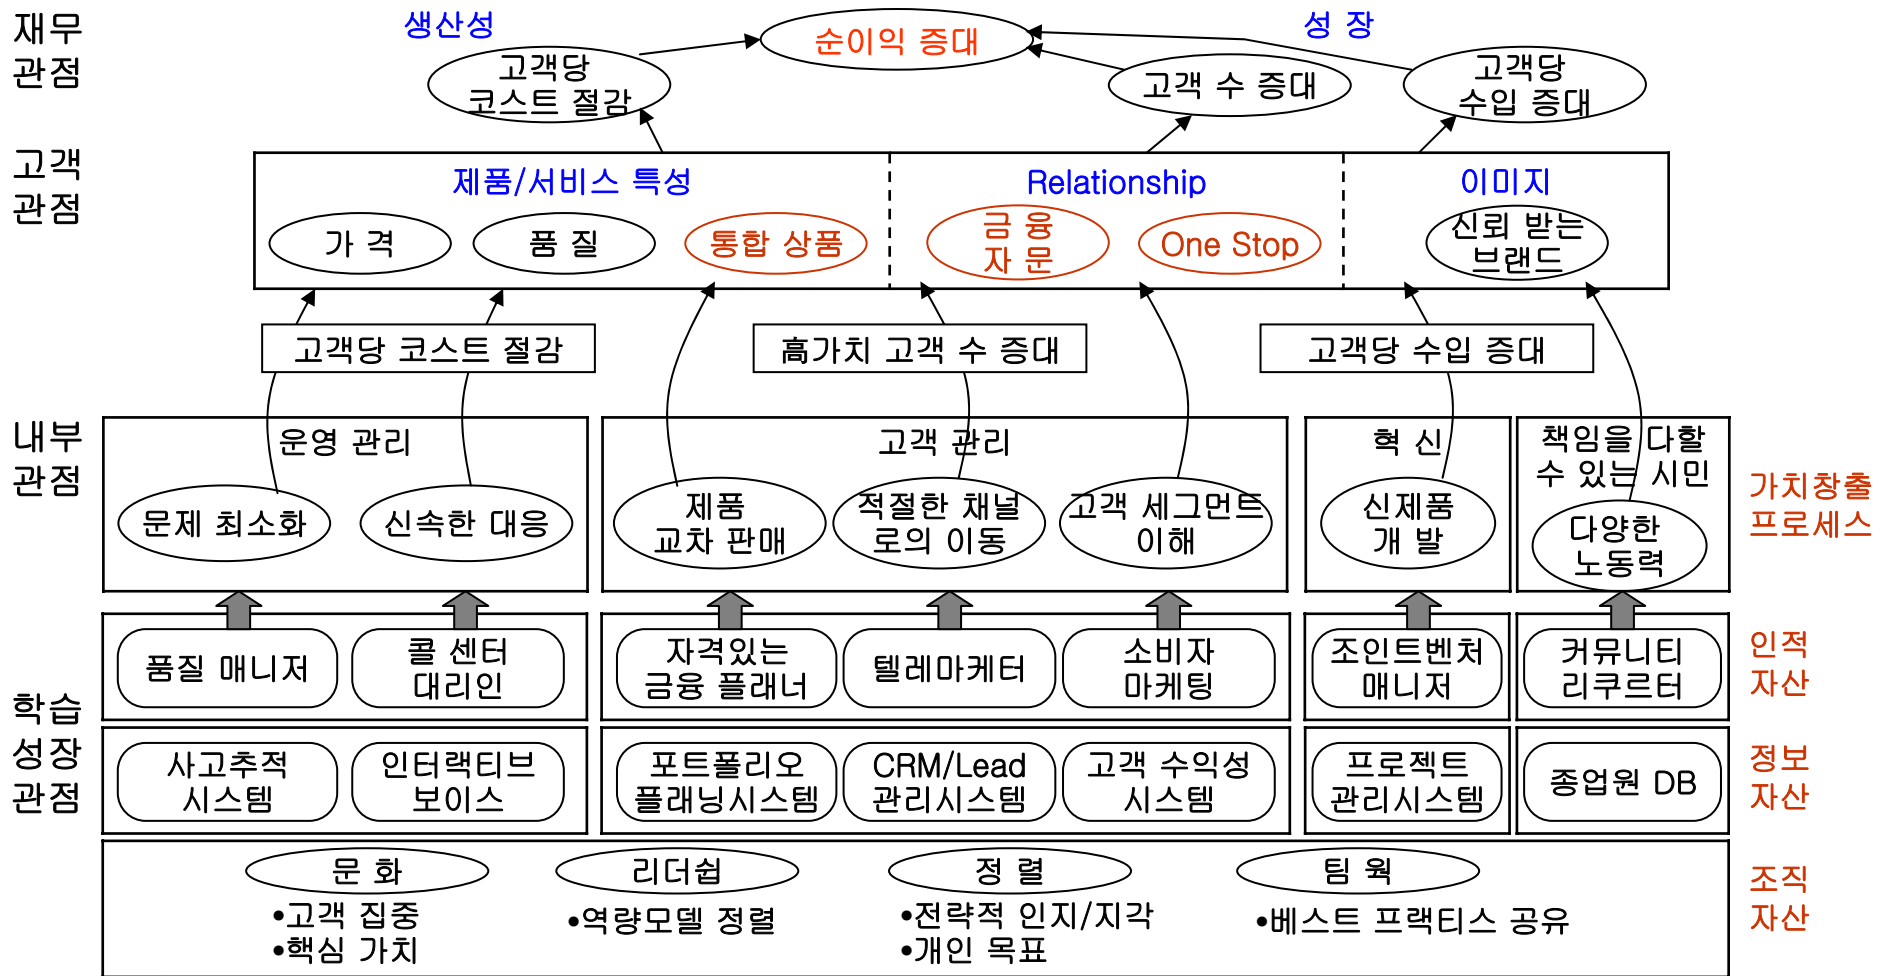 재무
관점
생산성
순이익 증대
성 장
고객당
코스트 절감
고객 수 증대
고객당
수입 증대
고객
관점
제품/서비스 특성
Relationship
이미지
가 격
품 질
통합 상품
금 융
자 문
One Stop
신뢰 받는
브랜드
고객당 코스트 절감
高가치 고객 수 증대
고객당 수입 증대
내부
관점
운영 관리
고객 관리
혁 신
책임을 다할
수 있는 시민
문제 최소화
신속한 대응
제품
교차 판매
적절한 채널
로의 이동
고객 세그먼트
이해
신제품
개 발
다양한
노동력
가치창출
프로세스
학습
성장
관점
품질 매니저
콜 센터
대리인
자격있는
금융 플래너
텔레마케터
소비자
마케팅
조인트벤처
매니저
커뮤니티
리쿠르터
인적
자산
사고추적
시스템
인터랙티브
보이스
포트폴리오
플래닝시스템
CRM/Lead
관리시스템
고객 수익성
시스템
프로젝트
관리시스템
종업원 DB
정보
자산
문 화
•고객 집중
•핵심 가치
리더쉽
•역량모델 정렬
정 렬
•전략적 인지/지각
•개인 목표
팀 웍
•베스트 프랙티스 공유
조직
자산